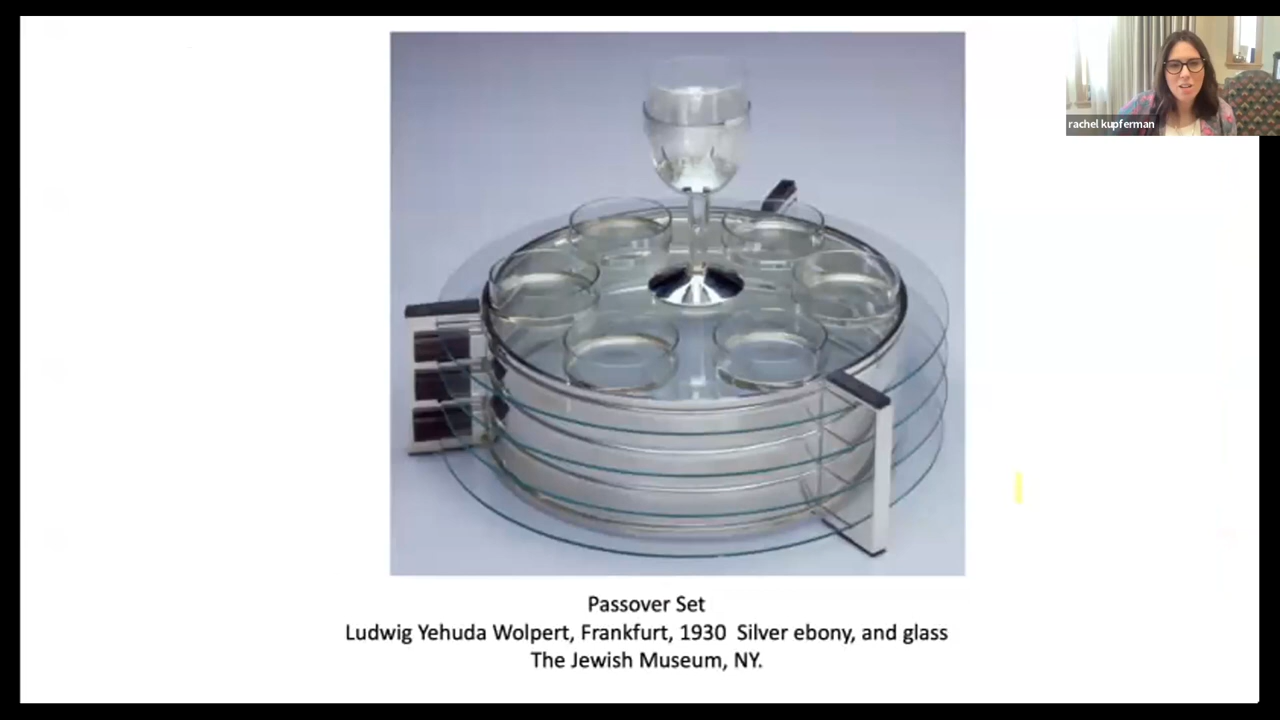 rachel kupferman
Passover Set
Ludwig Yehuda Wolpert, Frankfurt, 1930  Silver ebony, and glass
The Jewish Museum, NY.